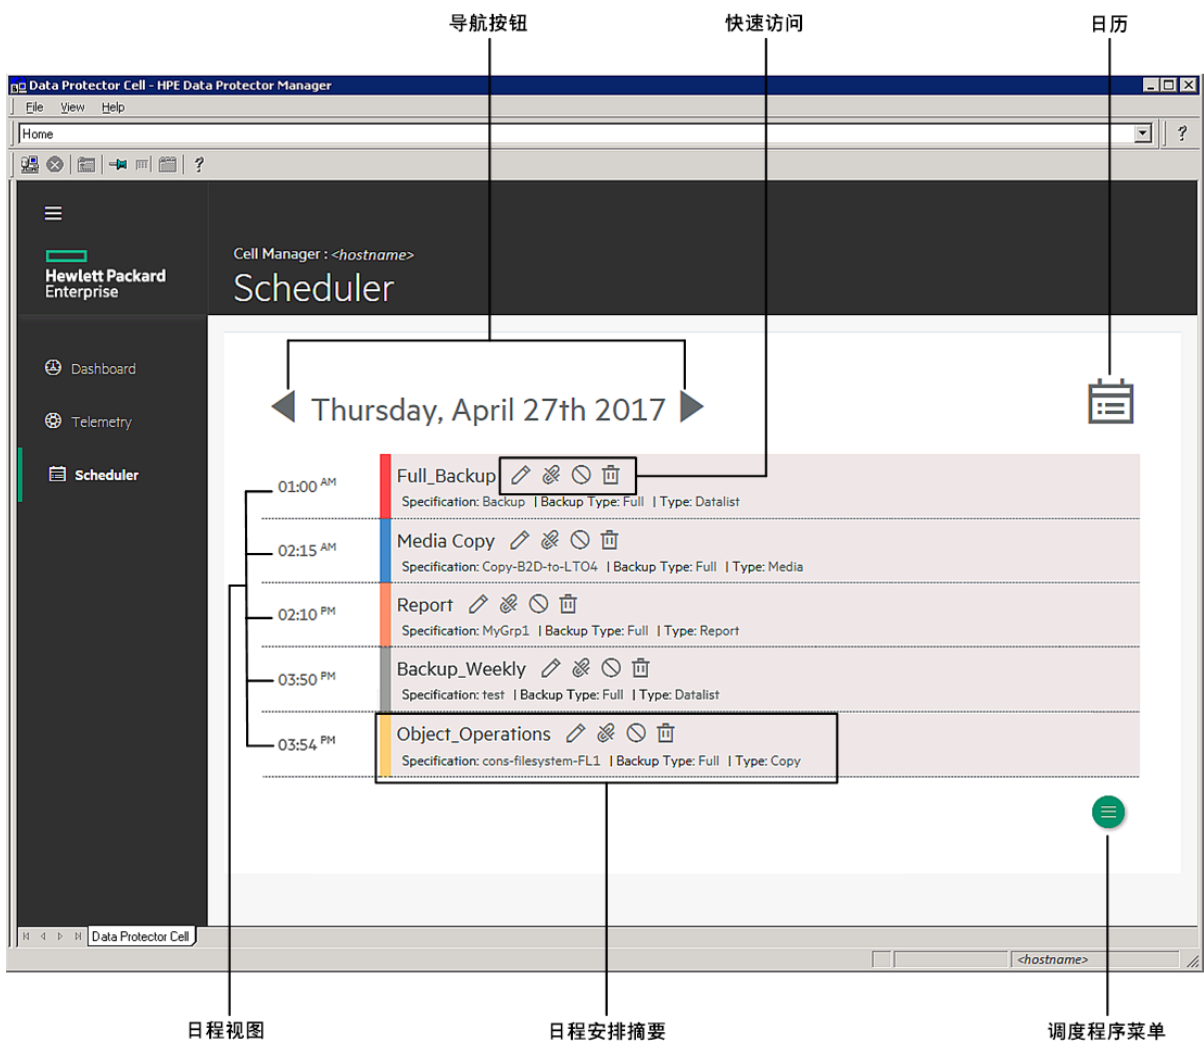 导航按钮
快速访问
日历
Data Protector Cell - HPE Data Protector Manager
File View Help
Home
?
?
Hewlett Packard
Enterprise
Cell Manager : <hostname>
Scheduler
Dashboard
Telemetry
Scheduler
Thursday, April 27th 2017
01:00 AM
Full_Backup
Specification: Backup | Backup Type: Full | Type: Datalist
02:15 AM
Media Copy
Specification: Copy-B2D-to-LTO4 | Backup Type: Full | Type: Media
02:10 PM
Report
Specification: MyGrp1 | Backup Type: Full | Type: Report
03:50 PM
Backup_Weekly
Specification: test | Backup Type: Full | Type: Datalist
03:54 PM
Object_Operations
Specification: cons-filesystem-FL1 | Backup Type: Full | Type: Copy
Data Protector Cell
<hostname>
日程视图
日程安排摘要
调度程序菜单